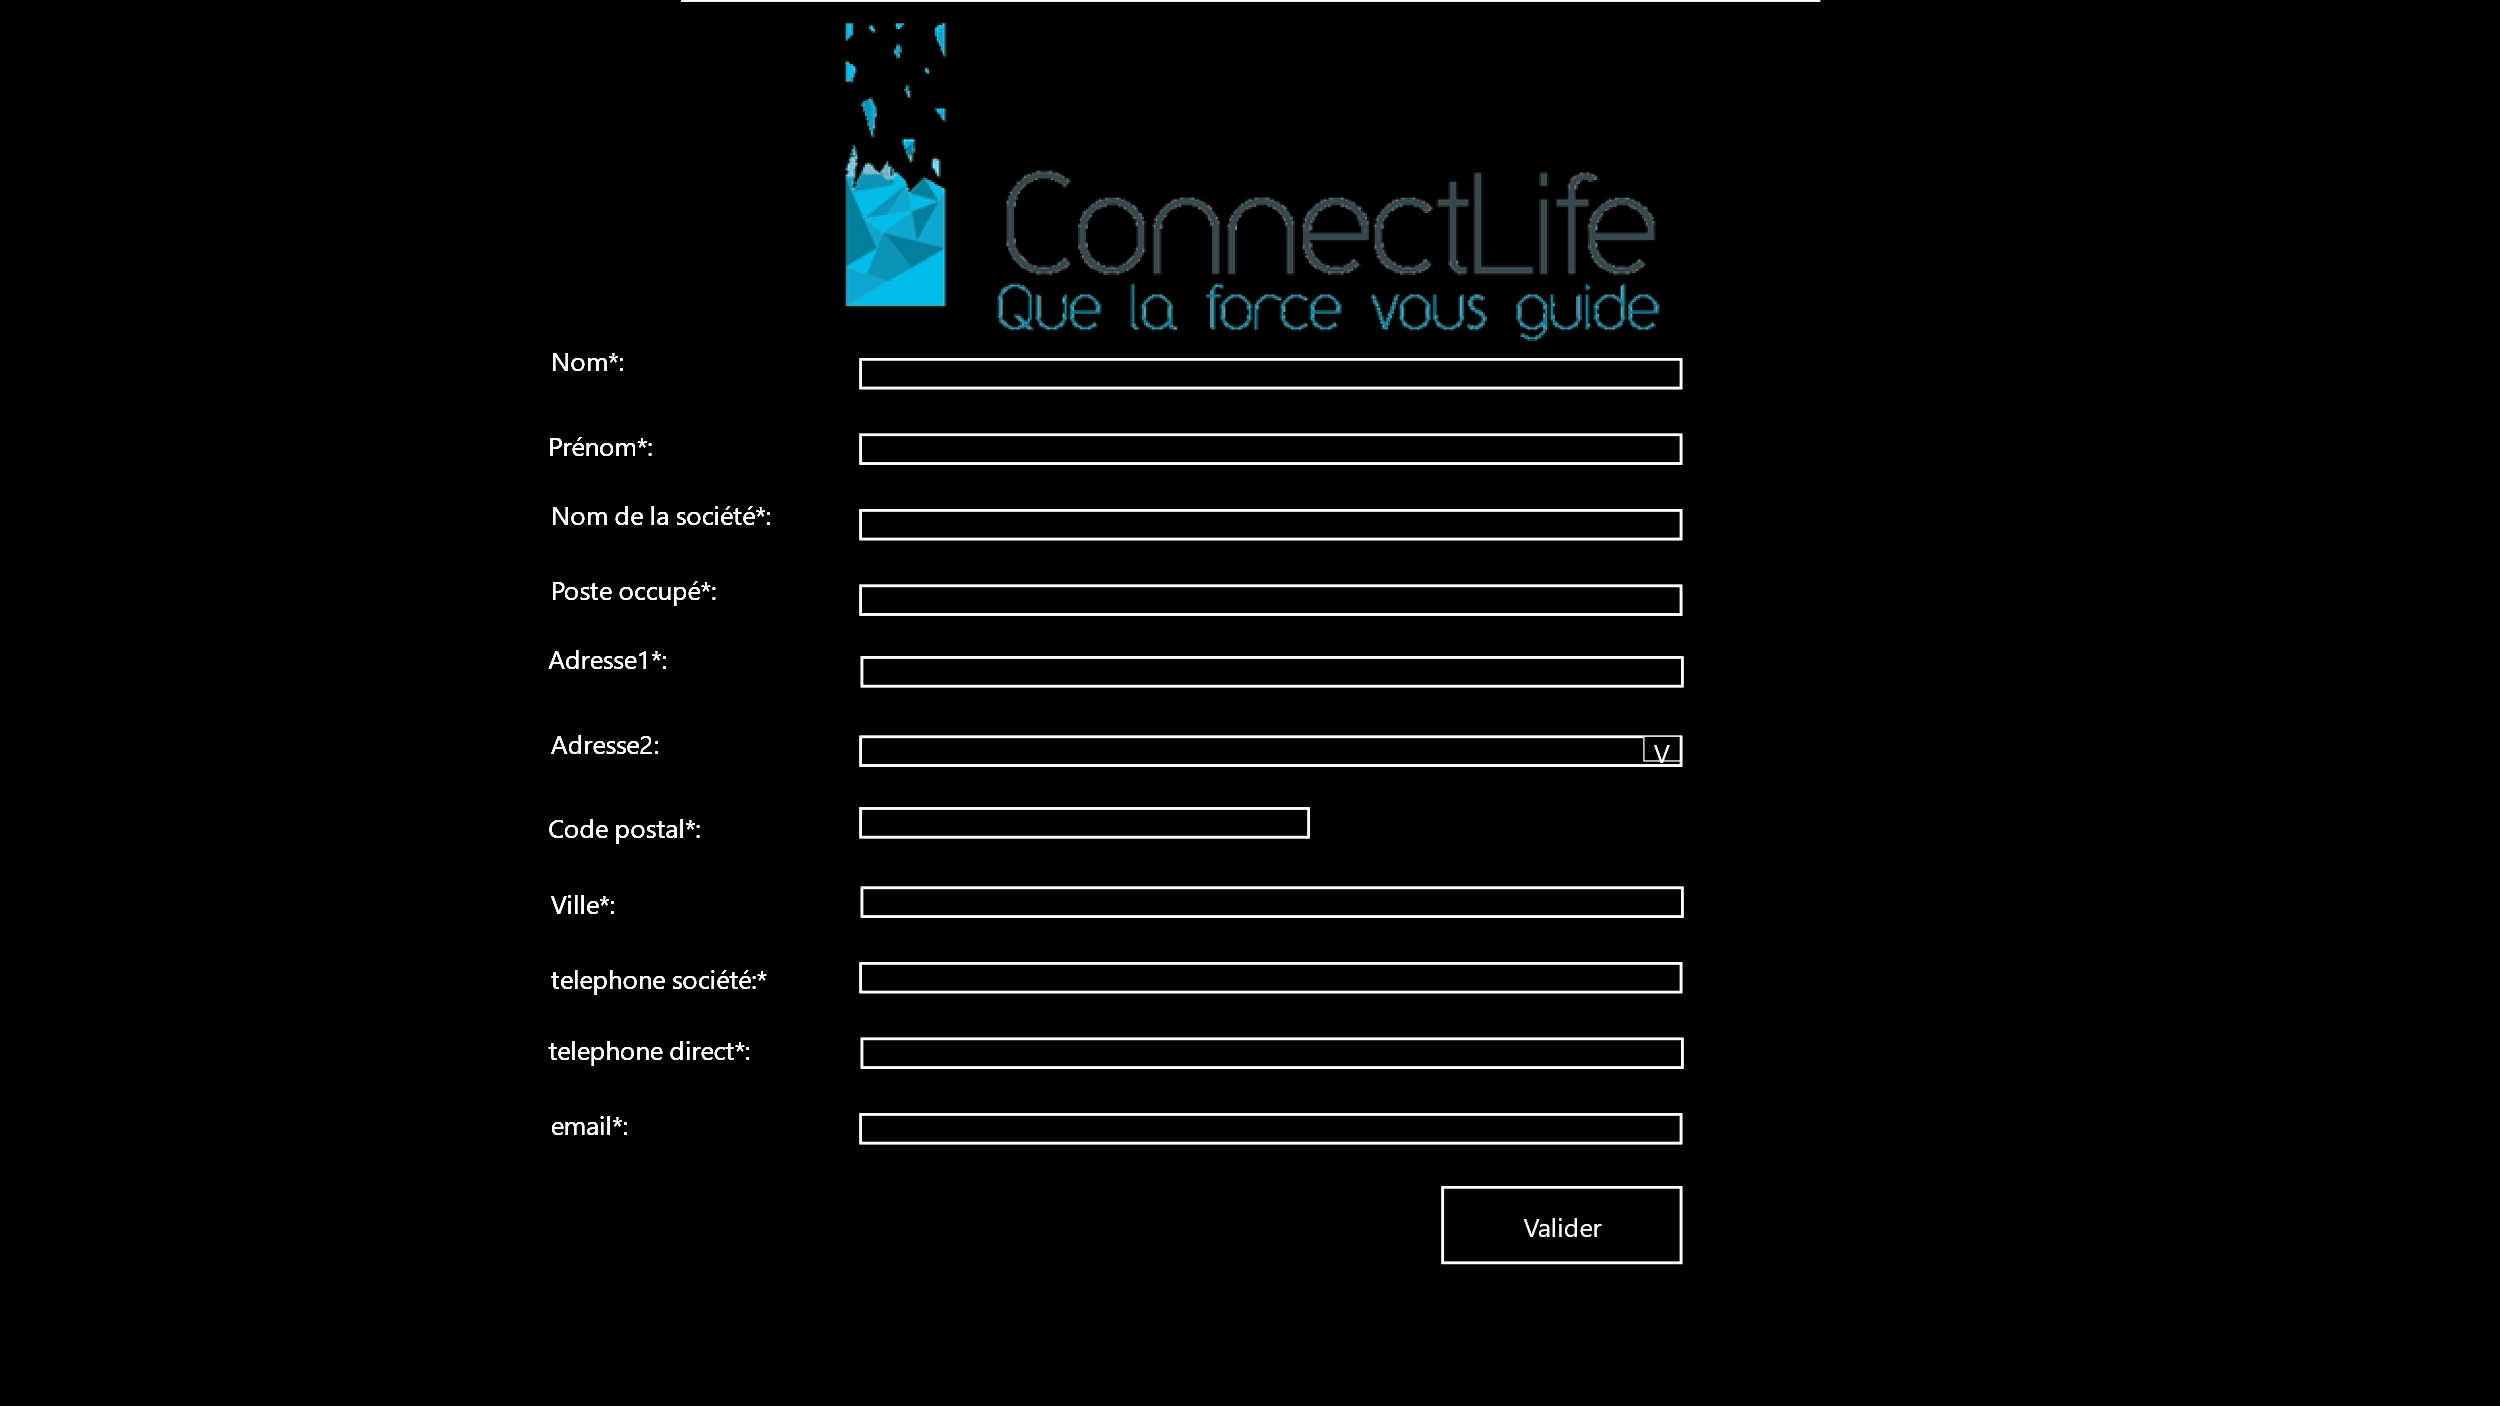 ConnectLife
Que la force vous guide
Nom*:
Prénom*:
Nom de la société*:
Poste occupé*:
Adresse1*:
Adresse2:
V
Code postal*:
Ville*:
telephone société:*
telephone direct*:
email*:
Valider